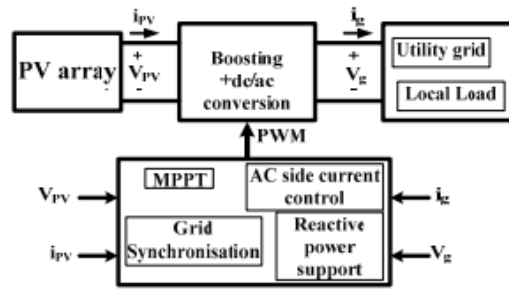 iPV
ig
PV array
+
VPV
-
Boosting
+dc/ac
conversion
+
Vg
-
Utility grid
Local Load
PWM
VPV
iPV
MPPT
AC side current
control
Grid
Synchronisation
Reactive
power
support
ig
Vg